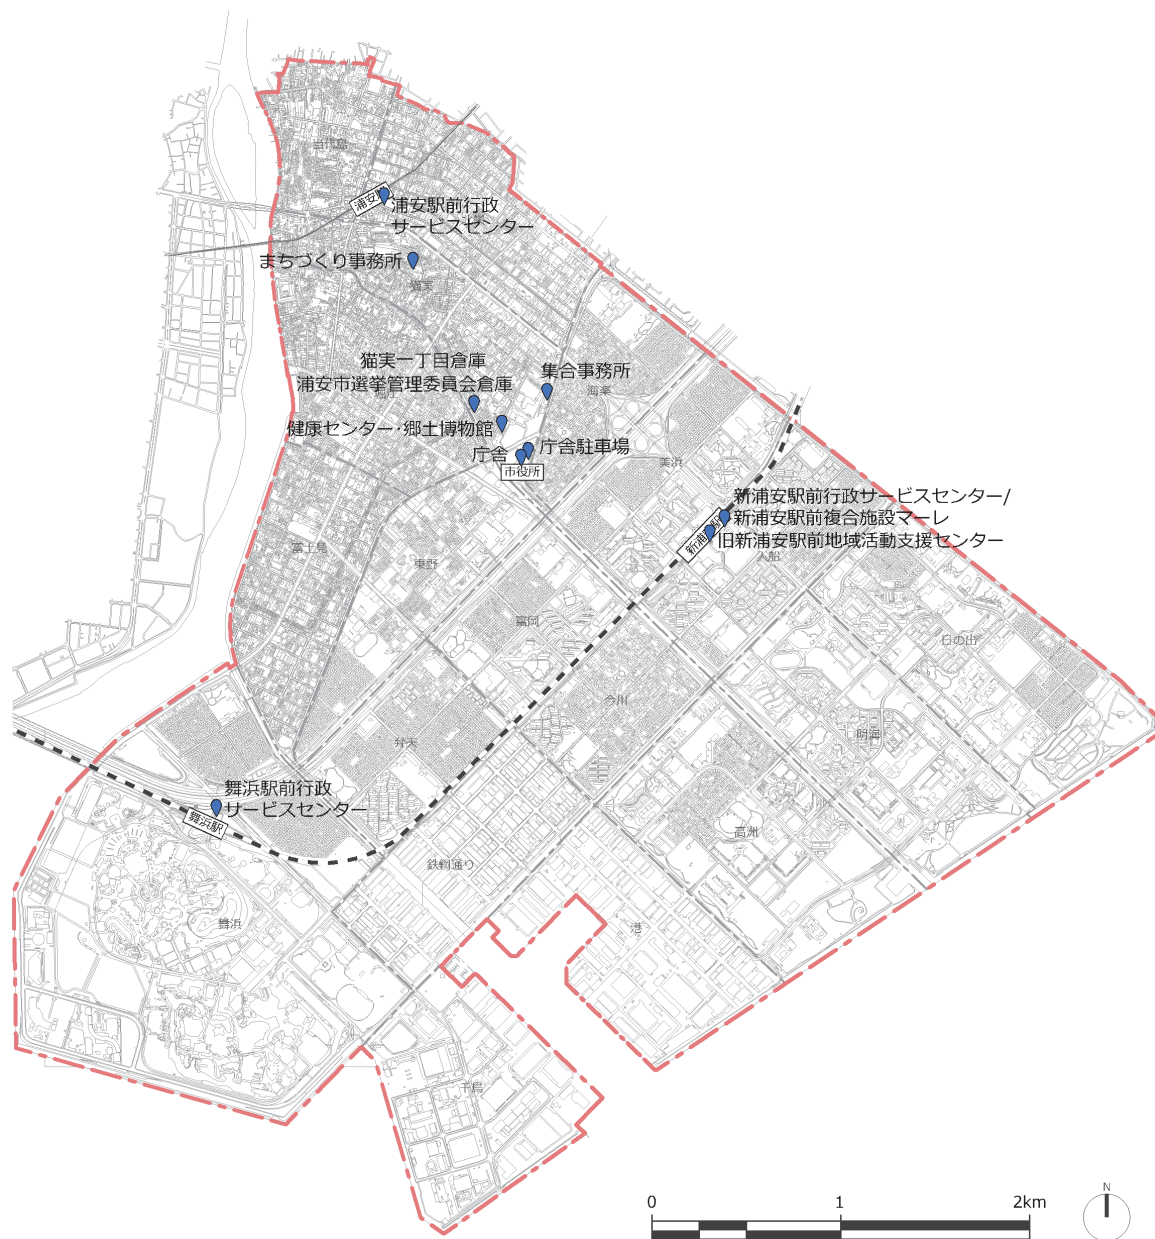 当代島
浦安駅
浦安駅前行政
サービスセンター
まちづくり事務所
猫実
猫実一丁目倉庫
浦安市選挙管理委員会倉庫
集合事務所
海楽
健康センター・郷土博物館
庁舎
庁舎駐車場
市役所
美浜
新浦安駅前行政サービスセンター/
新浦安駅前複合施設マーレ
旧新浦安駅前地域活動支援センター
入船
富士見
東野
富岡
日の出
今川
明海
弁天
舞浜駅前行政
サービスセンター
舞浜駅
高洲
鉄鋼通り
舞浜
港
千鳥
0
1
2km
N